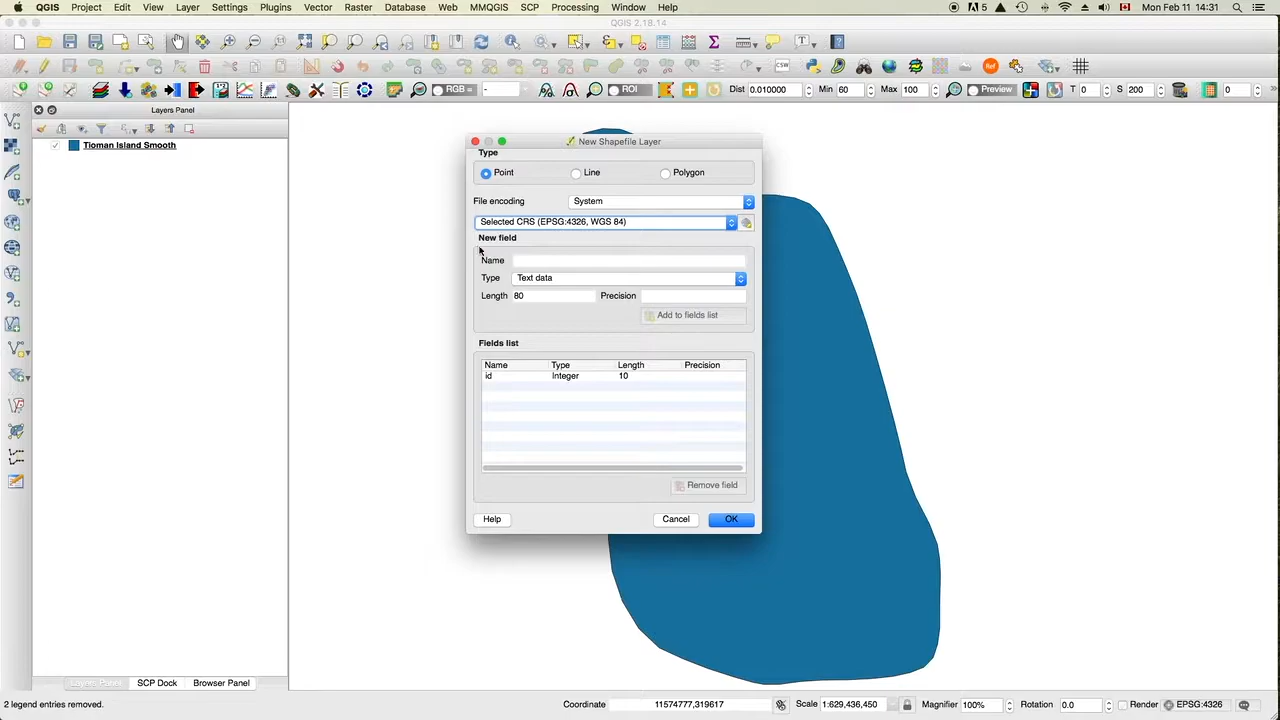 QGIS Project Edit View Layer Settings Plugins Vector Raster Database Web MMQGIS SCP Processing Window Help 5 Mon Feb 11 14:31
QGIS 2.18.14
RGB = - ROI Dist 0.010000 Min 60 Max 100 Preview T 0 S 200 0
Layers Panel
Tioman Island Smooth
New Shapefile Layer
Type
Point Line Polygon
File encoding System
Selected CRS (EPSG:4326, WGS 84)
New field
Name
Type Text data
Length 80 Precision
Add to fields list
Fields list
Name Type Length Precision
id Integer 10
Remove field
Help Cancel OK
Layers Panel SCP Dock Browser Panel
2 legend entries removed. Coordinate 11574777,319617 Scale 1:629,436,450 Magnifier 100% Rotation 0.0 Render EPSG:4326